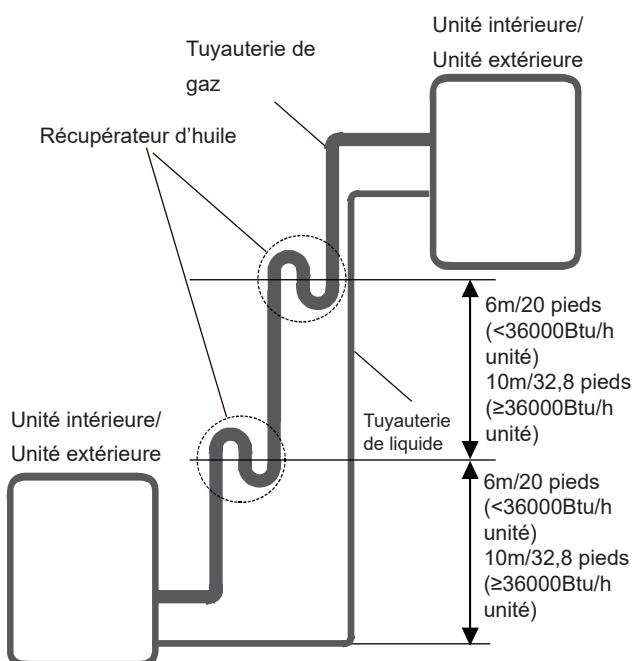 Unité intérieure/
Unité extérieure
Tuyauterie de
gaz
Récupérateur d’huile
6m/20 pieds
(<36000Btu/h
unité)
10m/32,8 pieds
(≥36000Btu/h
unité)
Tuyauterie
de liquide
Unité intérieure/
Unité extérieure
6m/20 pieds
(<36000Btu/h
unité)
10m/32,8 pieds
(≥36000Btu/h
unité)